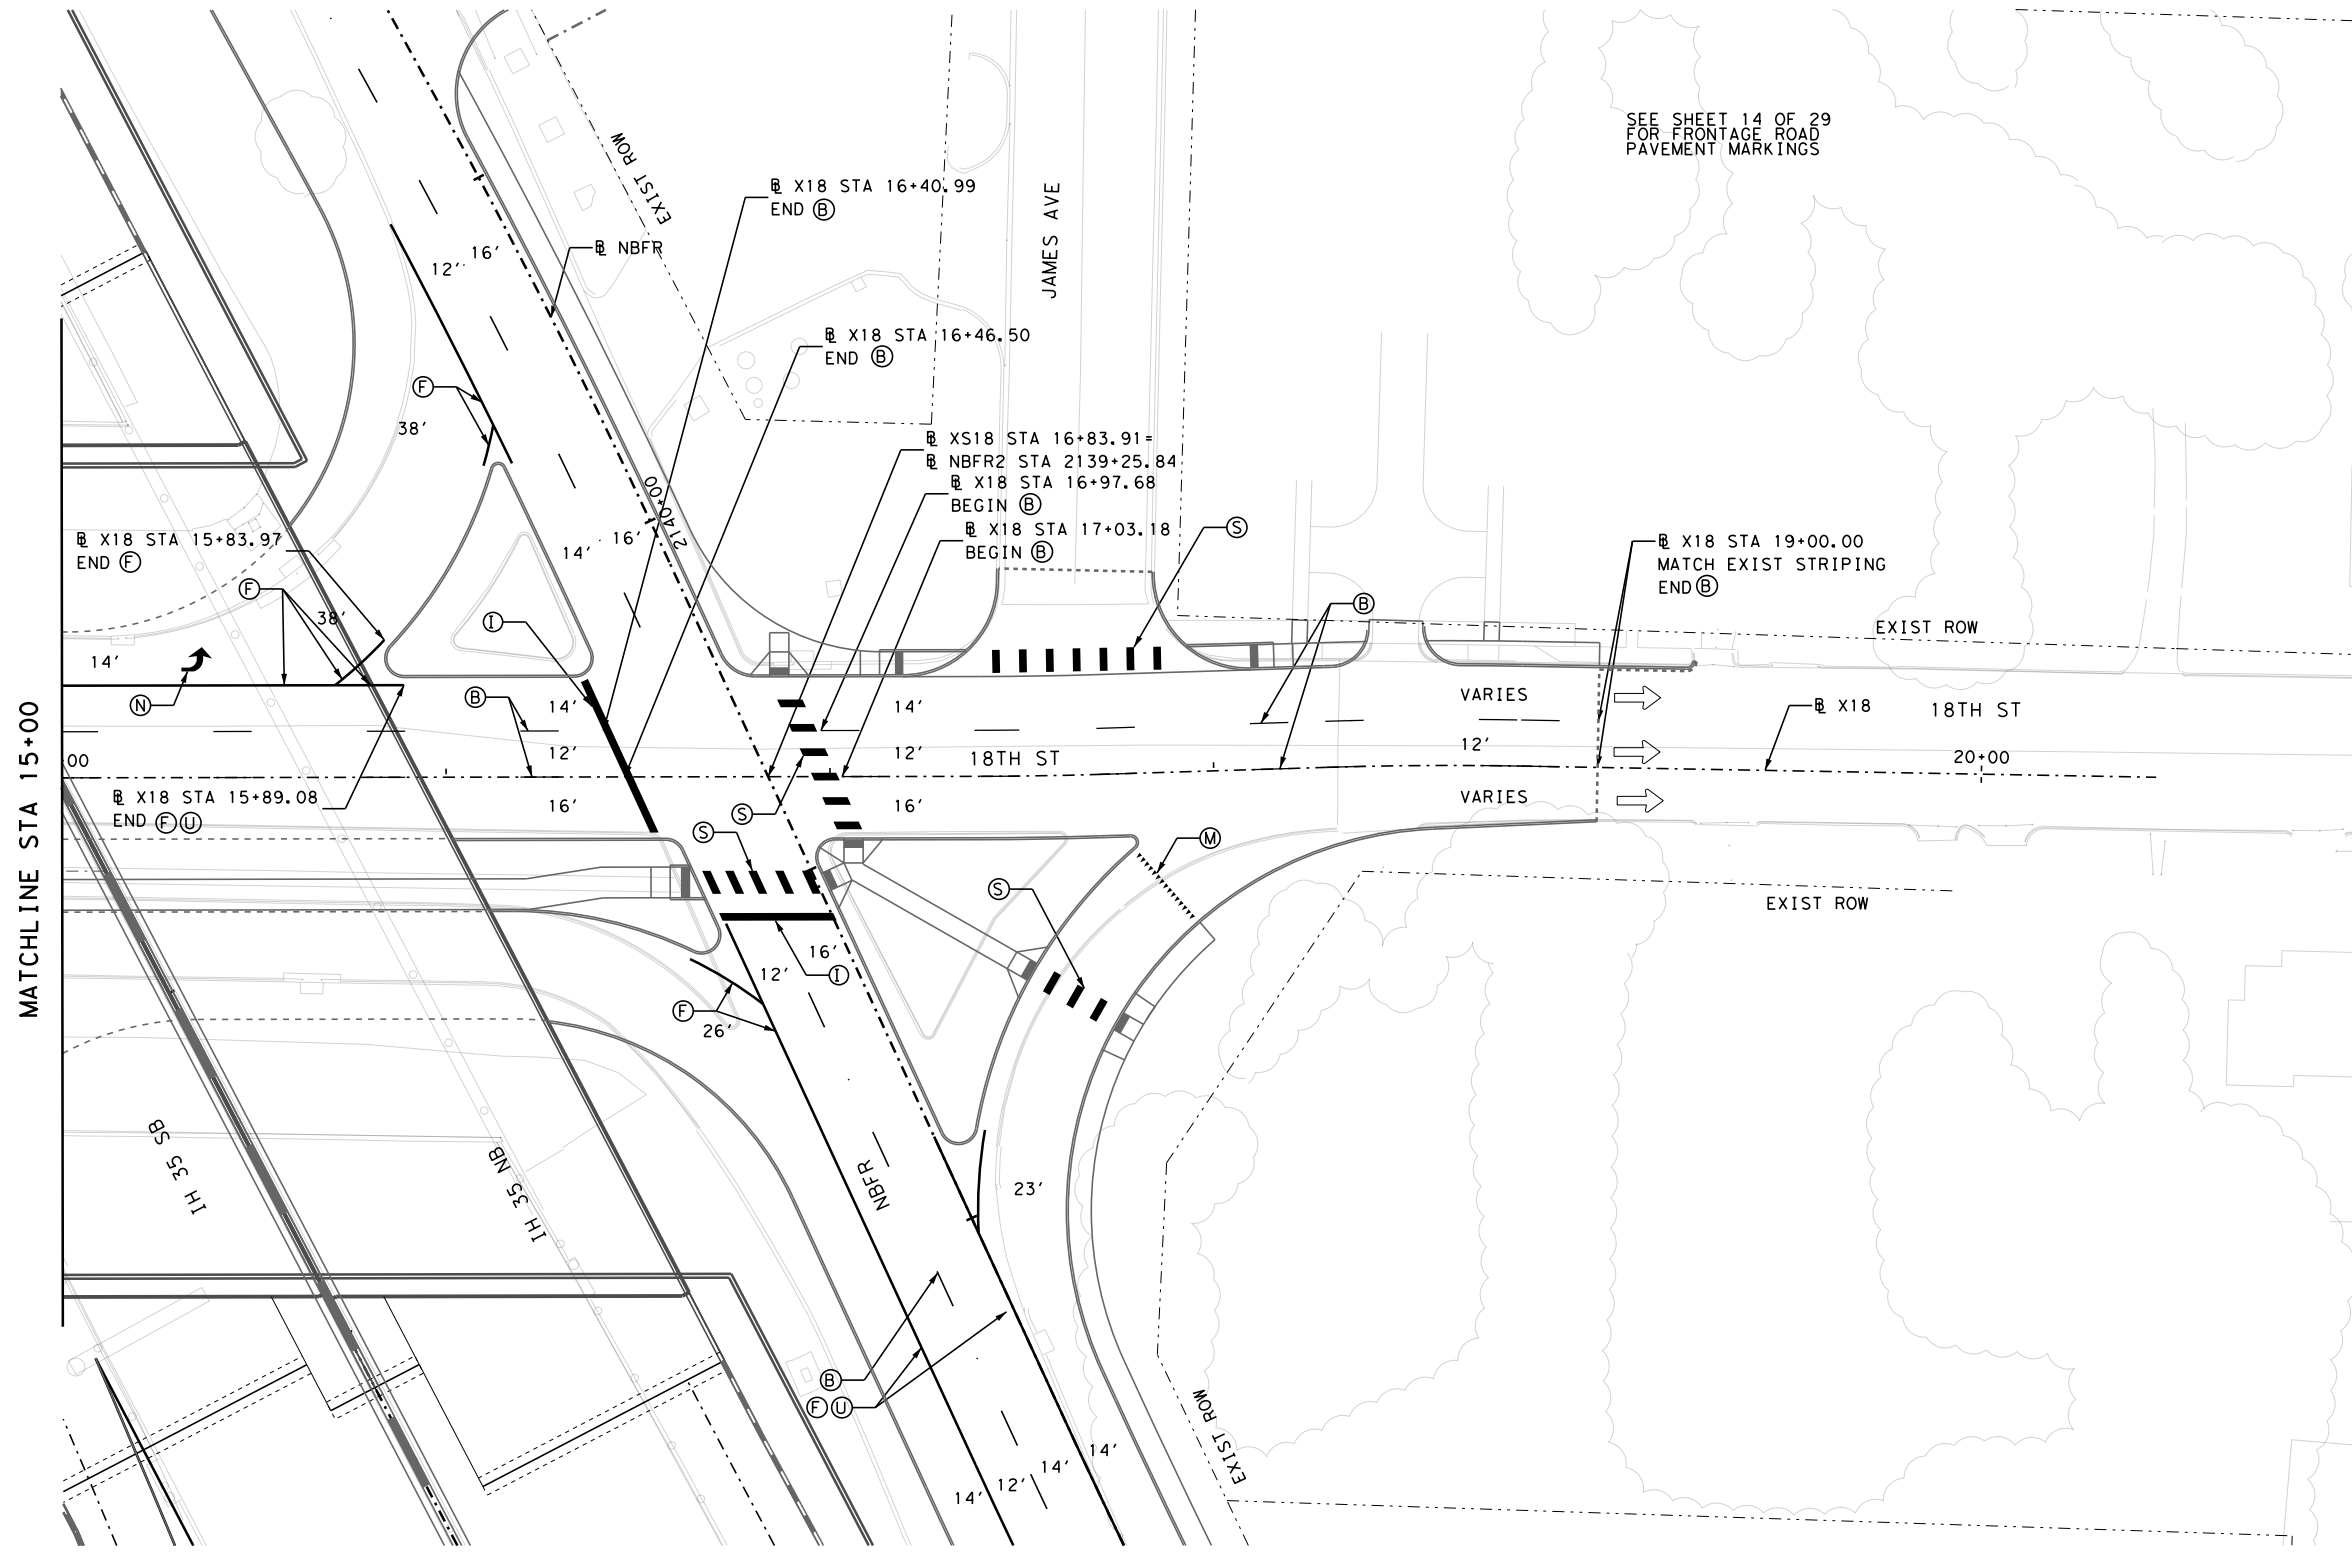 SEE SHEET 14 OF 29
FOR FRONTAGE ROAD
PAVEMENT MARKINGS
EXIST ROW
℄ X18 STA 16+40.99
END Ⓑ
JAMES AVE
16'
12'
℄ NBFR
℄ X18 STA 16+46.50
END Ⓑ
Ⓕ
38'
℄ XS18 STA 16+83.91=
℄ NBFR2 STA 2139+25.84
℄ X18 STA 16+97.68
BEGIN Ⓑ
℄ X18 STA 17+03.18
BEGIN Ⓑ
Ⓢ
2140+00
14'
16'
℄ X18 STA 15+83.97
END Ⓕ
℄ X18 STA 19+00.00
MATCH EXIST STRIPING
END Ⓑ
Ⓕ
38'
Ⓘ
Ⓑ
EXIST ROW
14'
Ⓝ
Ⓑ
14'
14'
VARIES
℄ X18
18TH ST
MATCHLINE STA 15+00
00
12'
12'
18TH ST
12'
20+00
℄ X18 STA 15+89.08
END Ⓕ Ⓤ
16'
16'
VARIES
Ⓢ
Ⓢ
Ⓜ
Ⓢ
EXIST ROW
16'
12'
Ⓘ
Ⓕ
26'
IH 35 SB
IH 35 NB
NBFR
23'
Ⓑ
Ⓕ Ⓤ
EXIST ROW
14'
12'
14'
14'